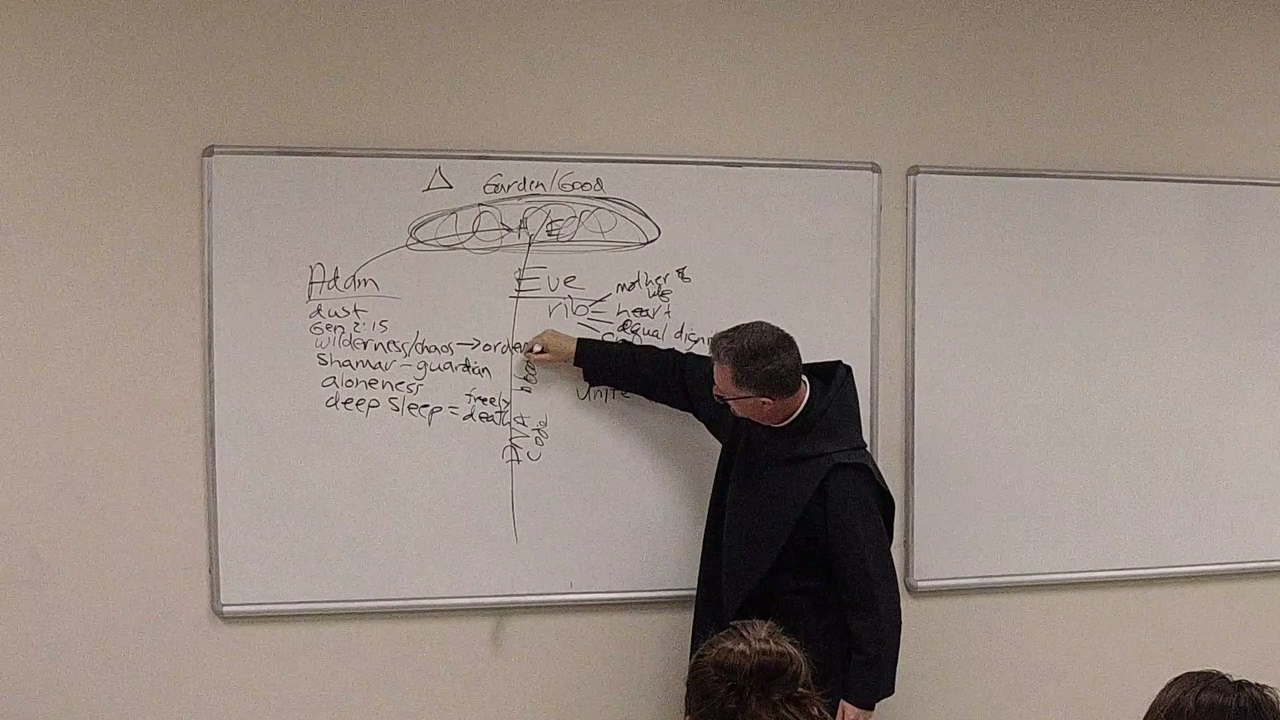 Δ Garden/Good
A/E
Adam
dust
Gen 2:15
wilderness/chaos → order
Shamar - guardian
aloneness
freely
deep sleep = death
Eve
mother of
life
rib - heart
equal dignity
unite
DNA
Code